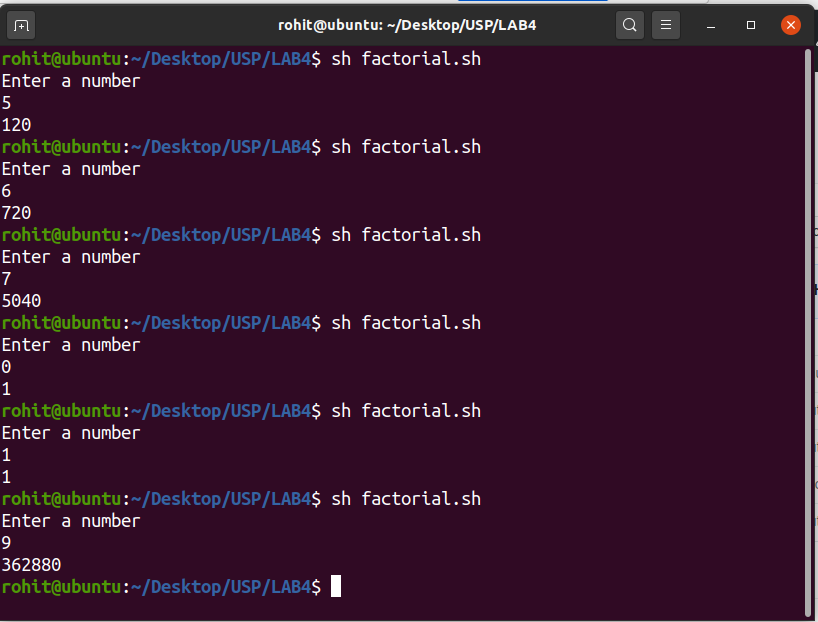 rohit@ubuntu: ~/Desktop/USP/LAB4
rohit@ubuntu:~/Desktop/USP/LAB4$ sh factorial.sh
Enter a number
5
120
rohit@ubuntu:~/Desktop/USP/LAB4$ sh factorial.sh
Enter a number
6
720
rohit@ubuntu:~/Desktop/USP/LAB4$ sh factorial.sh
Enter a number
7
5040
rohit@ubuntu:~/Desktop/USP/LAB4$ sh factorial.sh
Enter a number
0
1
rohit@ubuntu:~/Desktop/USP/LAB4$ sh factorial.sh
Enter a number
1
1
rohit@ubuntu:~/Desktop/USP/LAB4$ sh factorial.sh
Enter a number
9
362880
rohit@ubuntu:~/Desktop/USP/LAB4$